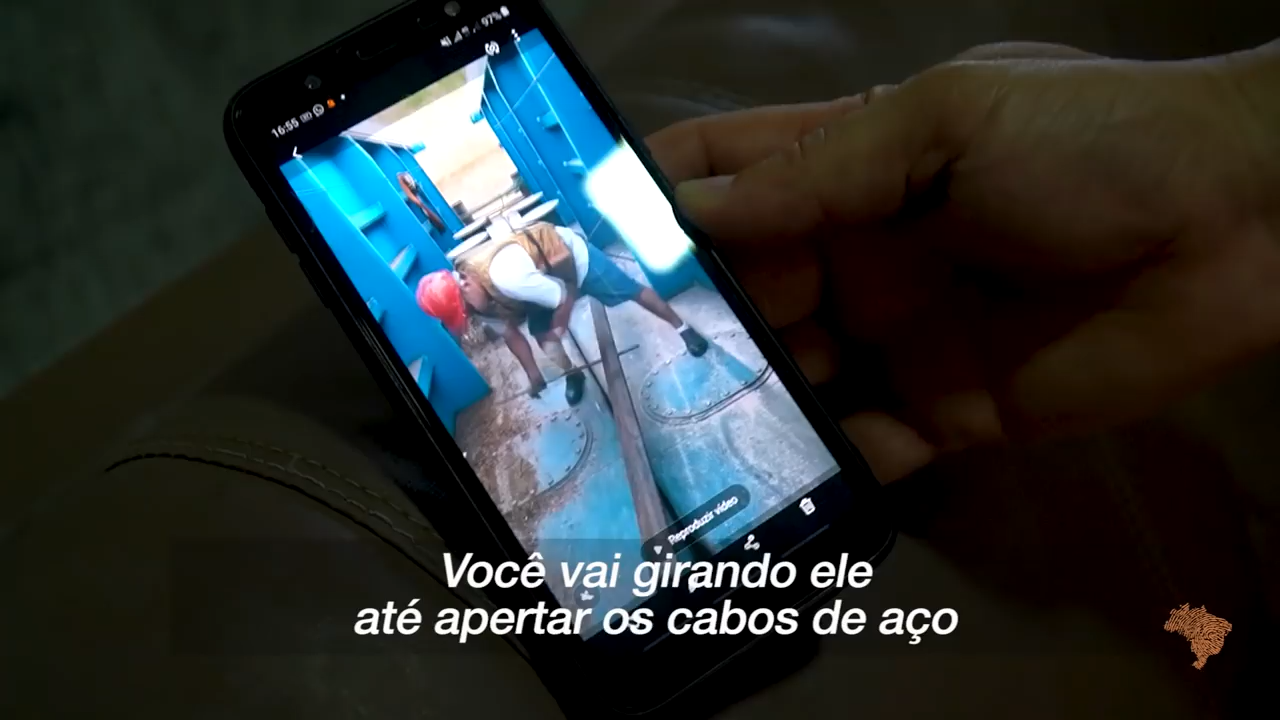 97%
16:55
Reproduzir vídeo
Você vai girando ele
até apertar os cabos de aço